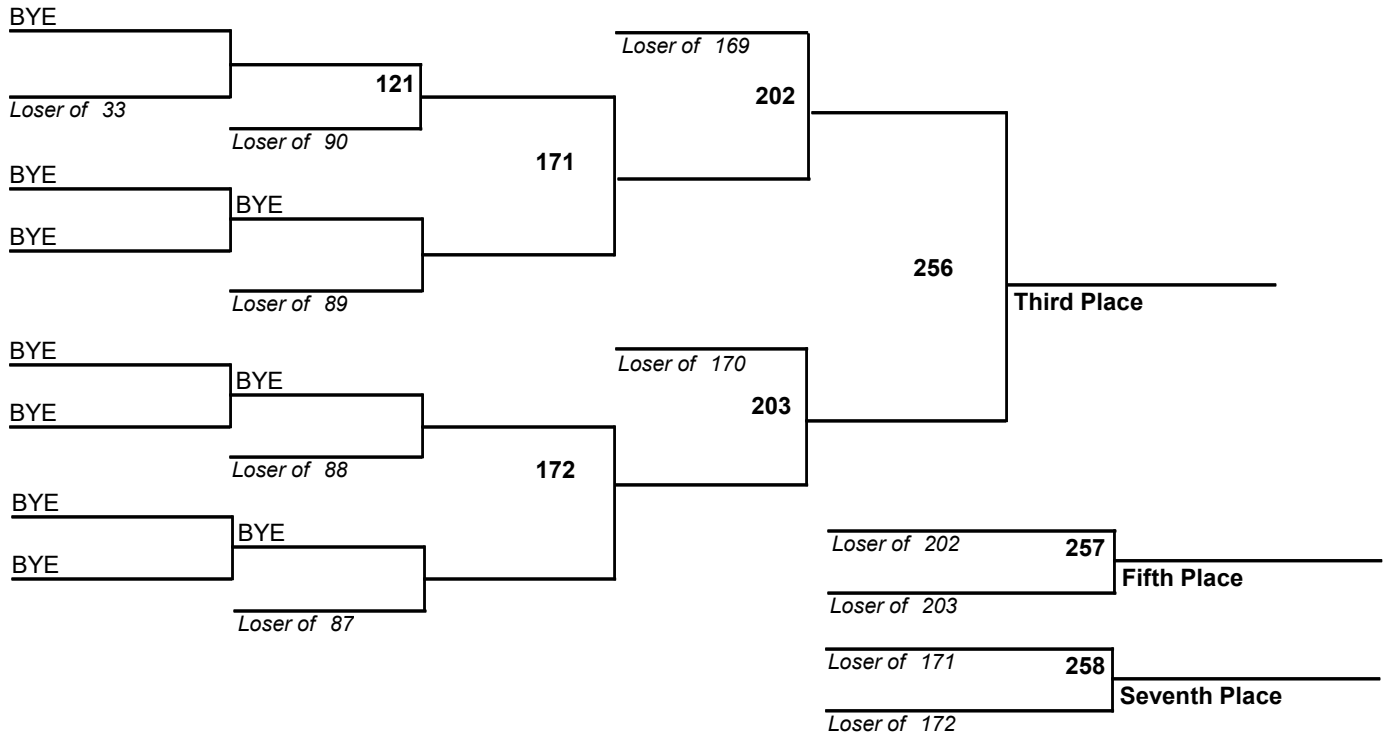 BYE
Loser of 33
121
Loser of 90
BYE
BYE
BYE
Loser of 89
171
Loser of 169
202
BYE
BYE
BYE
Loser of 88
BYE
BYE
BYE
Loser of 87
172
Loser of 170
203
256
Third Place
Loser of 202
257
Loser of 203
Fifth Place
Loser of 171
258
Loser of 172
Seventh Place